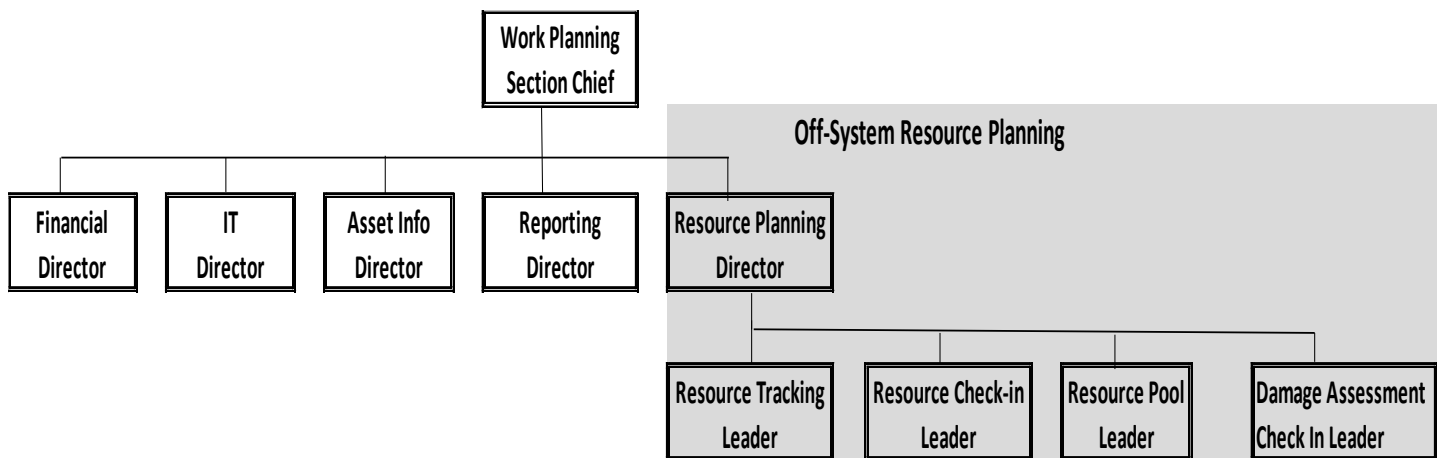 Work Planning
Section Chief
Off-System Resource Planning
Financial
Director
IT
Director
Asset Info
Director
Reporting
Director
Resource Planning
Director
Resource Tracking
Leader
Resource Check-in
Leader
Resource Pool
Leader
Damage Assessment
Check In Leader